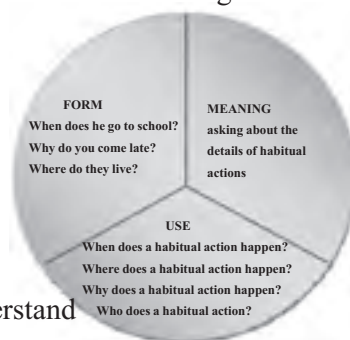 FORM
When does he go to school?
Why do you come late?
Where do they live?
MEANING
asking about the
details of habitual
actions
USE
When does a habitual action happen?
Where does a habitual action happen?
Why does a habitual action happen?
Who does a habitual action?
erstand